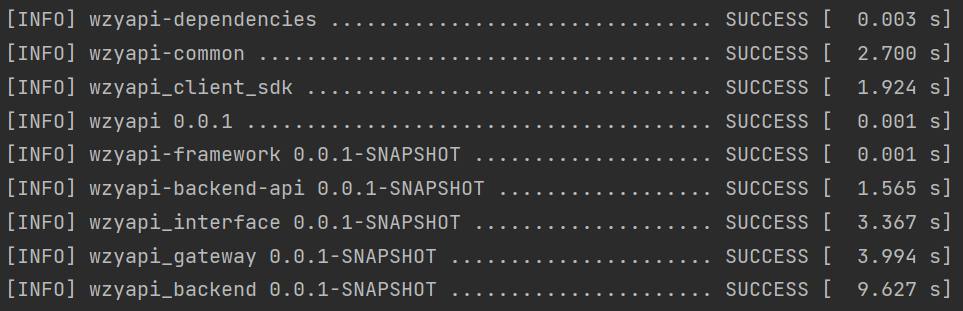 [INFO] wzyapi-dependencies ................................ SUCCESS [  0.003 s]
[INFO] wzyapi-common ...................................... SUCCESS [  2.700 s]
[INFO] wzyapi_client_sdk .................................. SUCCESS [  1.924 s]
[INFO] wzyapi 0.0.1 ....................................... SUCCESS [  0.001 s]
[INFO] wzyapi-framework 0.0.1-SNAPSHOT .................... SUCCESS [  0.001 s]
[INFO] wzyapi-backend-api 0.0.1-SNAPSHOT .................. SUCCESS [  1.565 s]
[INFO] wzyapi_interface 0.0.1-SNAPSHOT .................... SUCCESS [  3.367 s]
[INFO] wzyapi_gateway 0.0.1-SNAPSHOT ...................... SUCCESS [  3.994 s]
[INFO] wzyapi_backend 0.0.1-SNAPSHOT ...................... SUCCESS [  9.627 s]